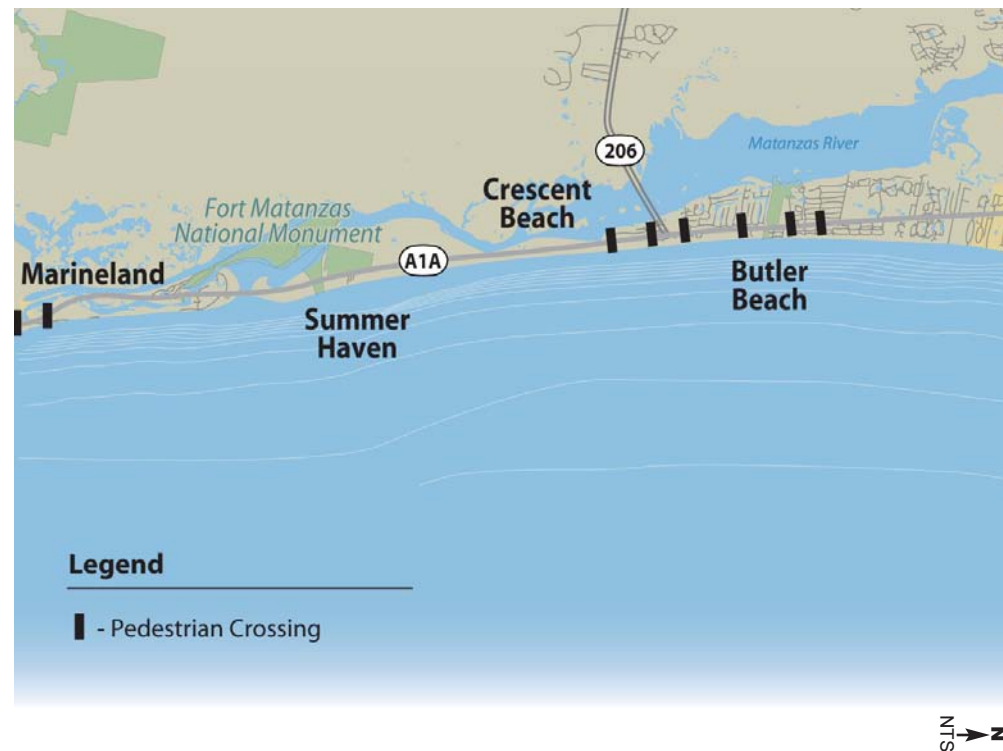 206
Matanzas River
Crescent
Beach
Fort Matanzas
National Monument
A1A
Marineland
Butler
Beach
Summer
Haven
Legend
- Pedestrian Crossing
NTS
N